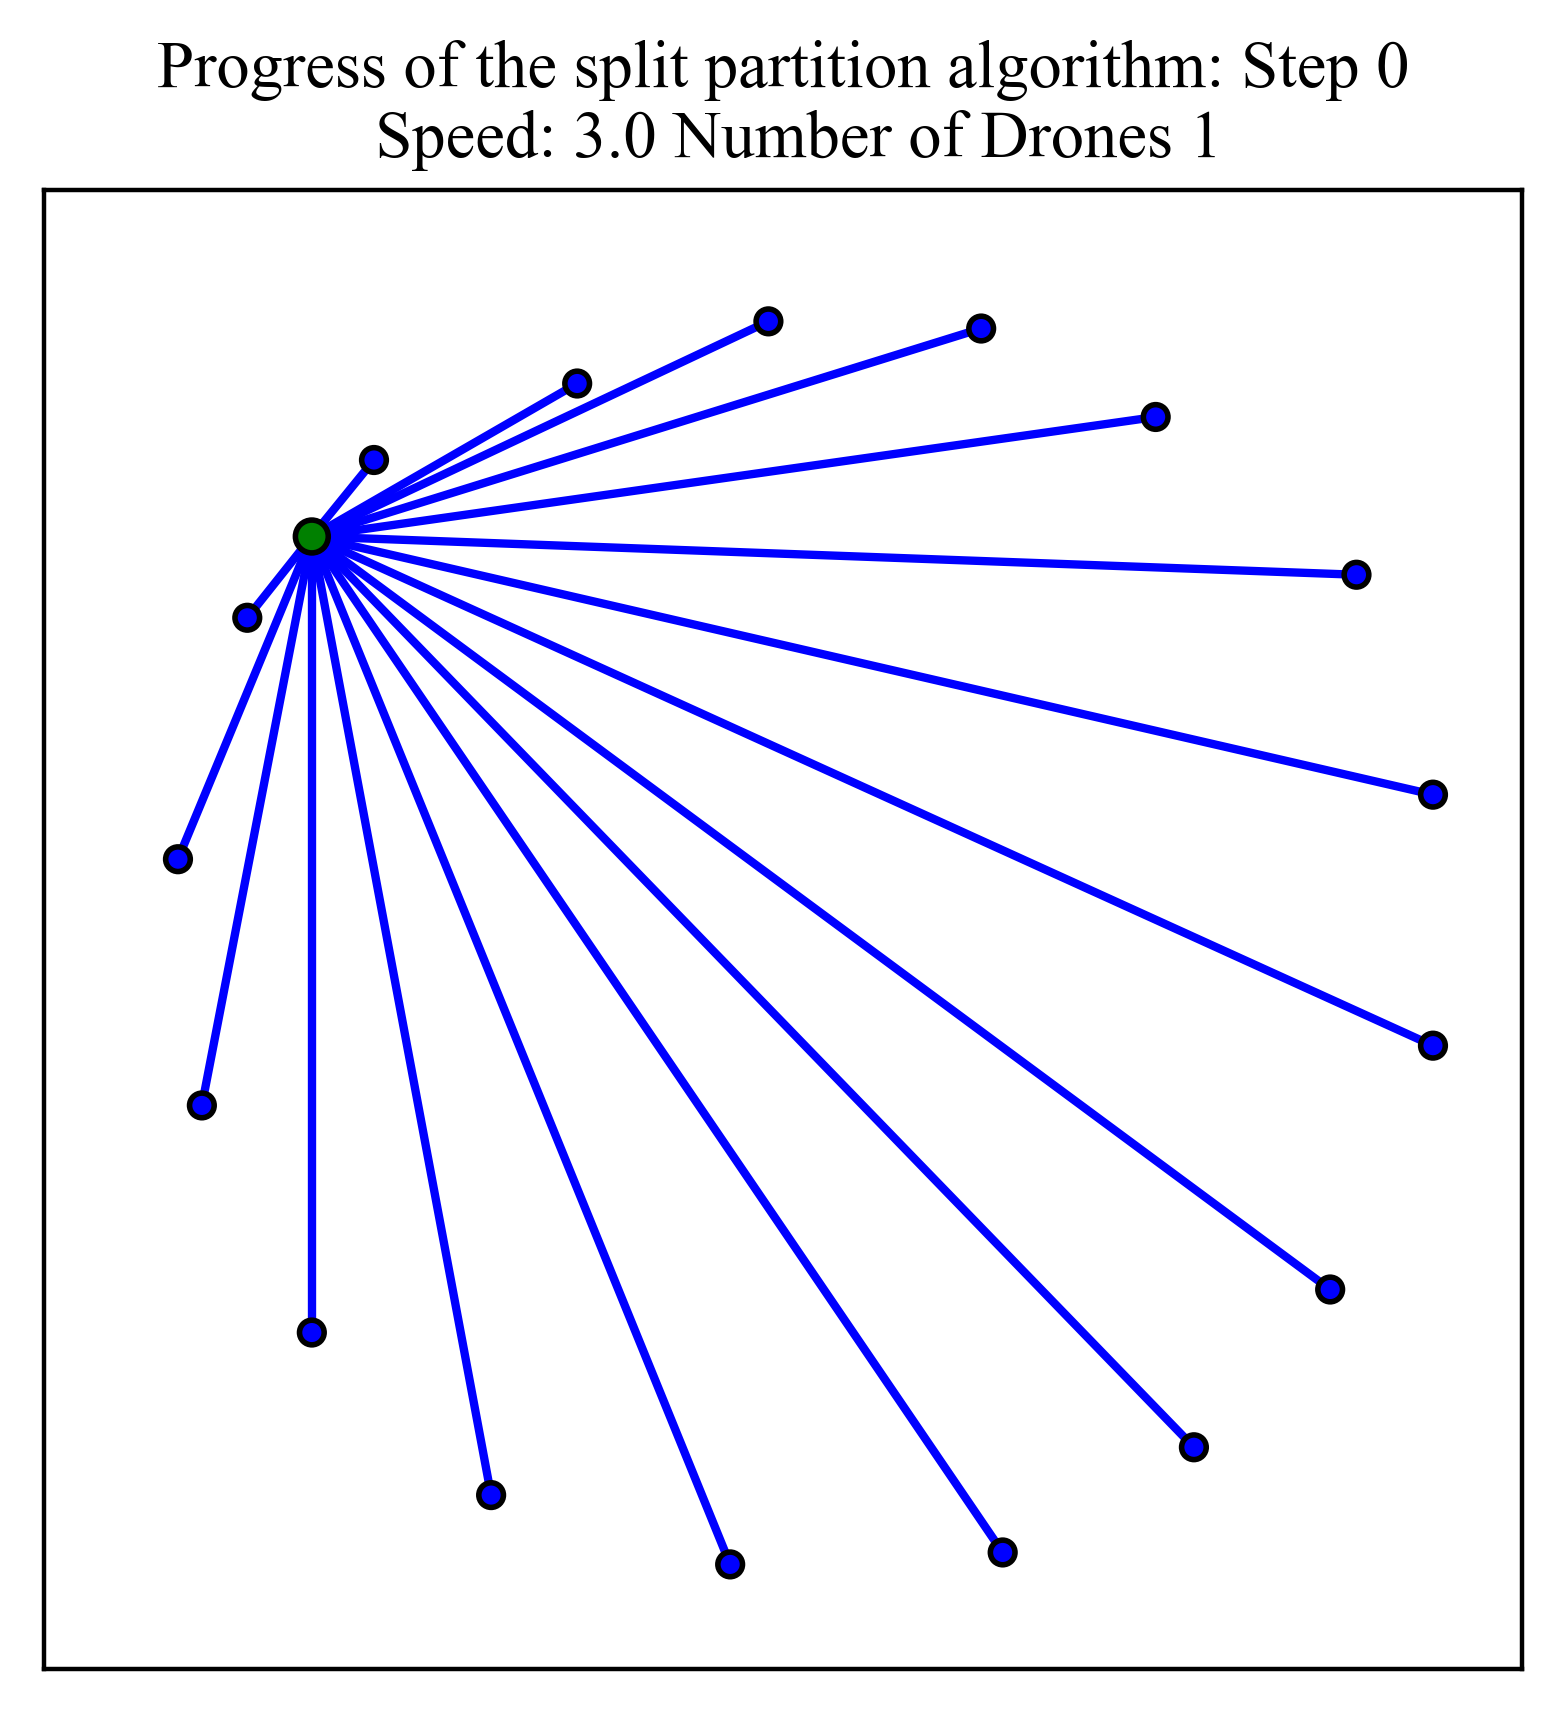 Progress of the split partition algorithm: Step 0
Speed: 3.0 Number of Drones 1